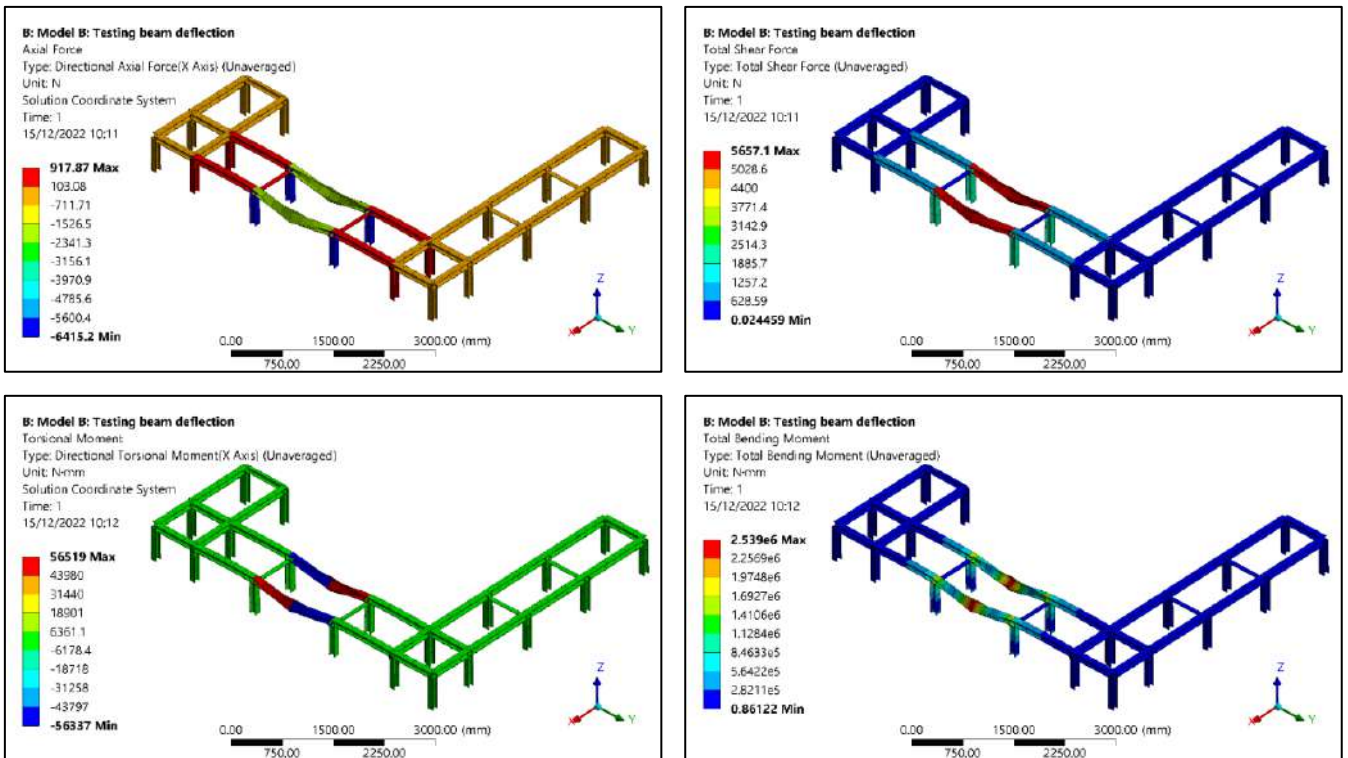 B: Model B: Testing beam deflection
Axial Force
Type: Directional Axial Force(X Axis) (Unaveraged)
Unit: N
Solution Coordinate System
Time: 1
15/12/2022 10:11
917.87 Max
103.08
-711.71
-1526.5
-2341.3
-3156.1
-3970.9
-4785.6
-5600.4
-6415.2 Min
Z
X
Y
0.00 1500.00 3000.00 (mm)
750.00 2250.00
B: Model B: Testing beam deflection
Total Shear Force
Type: Total Shear Force (Unaveraged)
Unit: N
Time: 1
15/12/2022 10:11
5657.1 Max
5028.6
4400
3771.4
3142.9
2514.3
1885.7
1257.2
628.59
0.024459 Min
Z
X
Y
0.00 1500.00 3000.00 (mm)
750.00 2250.00
B: Model B: Testing beam deflection
Torsional Moment
Type: Directional Torsional Moment(X Axis) (Unaveraged)
Unit: N·mm
Solution Coordinate System
Time: 1
15/12/2022 10:12
56519 Max
43980
31440
18901
6361.1
-6178.4
-18718
-31258
-43797
-56337 Min
Z
X
Y
0.00 1500.00 3000.00 (mm)
750.00 2250.00
B: Model B: Testing beam deflection
Total Bending Moment
Type: Total Bending Moment (Unaveraged)
Unit: N·mm
Time: 1
15/12/2022 10:12
2.539e6 Max
2.2569e6
1.9748e6
1.6927e6
1.4106e6
1.1284e6
8.4633e5
5.6422e5
2.8211e5
0.86122 Min
Z
X
Y
0.00 1500.00 3000.00 (mm)
750.00 2250.00